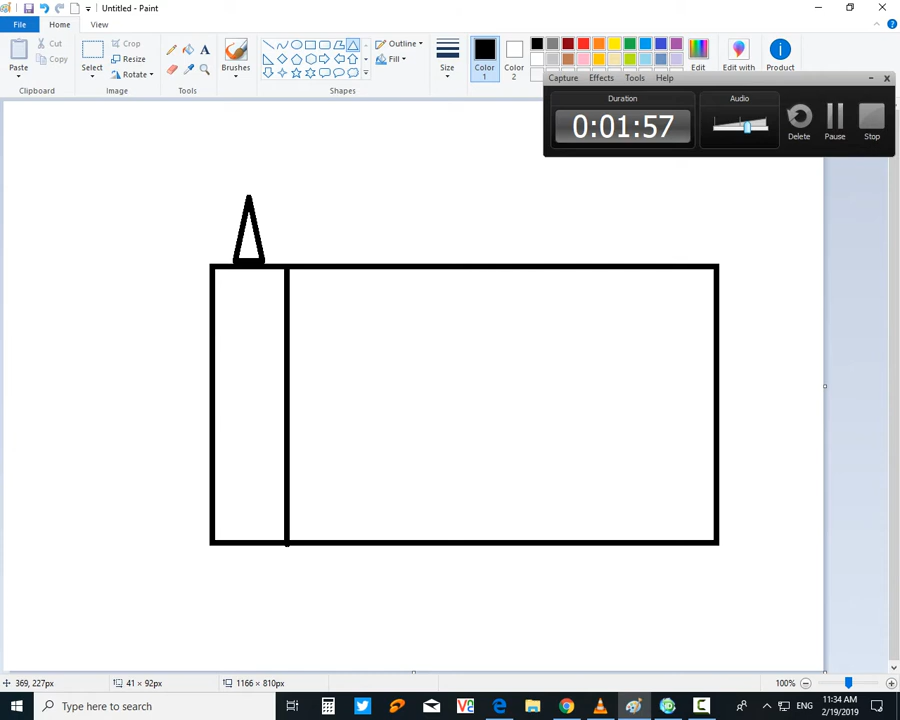 Untitled - Paint
File
Home
View
Paste
Cut
Copy
Clipboard
Select
Crop
Resize
Rotate
Image
A
Tools
Brushes
Outline
Fill
Shapes
Size
Color
1
Color
2
Edit
Edit with
Product
Capture Effects Tools Help
Duration
0:01:57
Audio
Delete
Pause
Stop
369, 227px
41 × 92px
1166 × 810px
100%
Type here to search
ENG
11:34 AM
2/19/2019